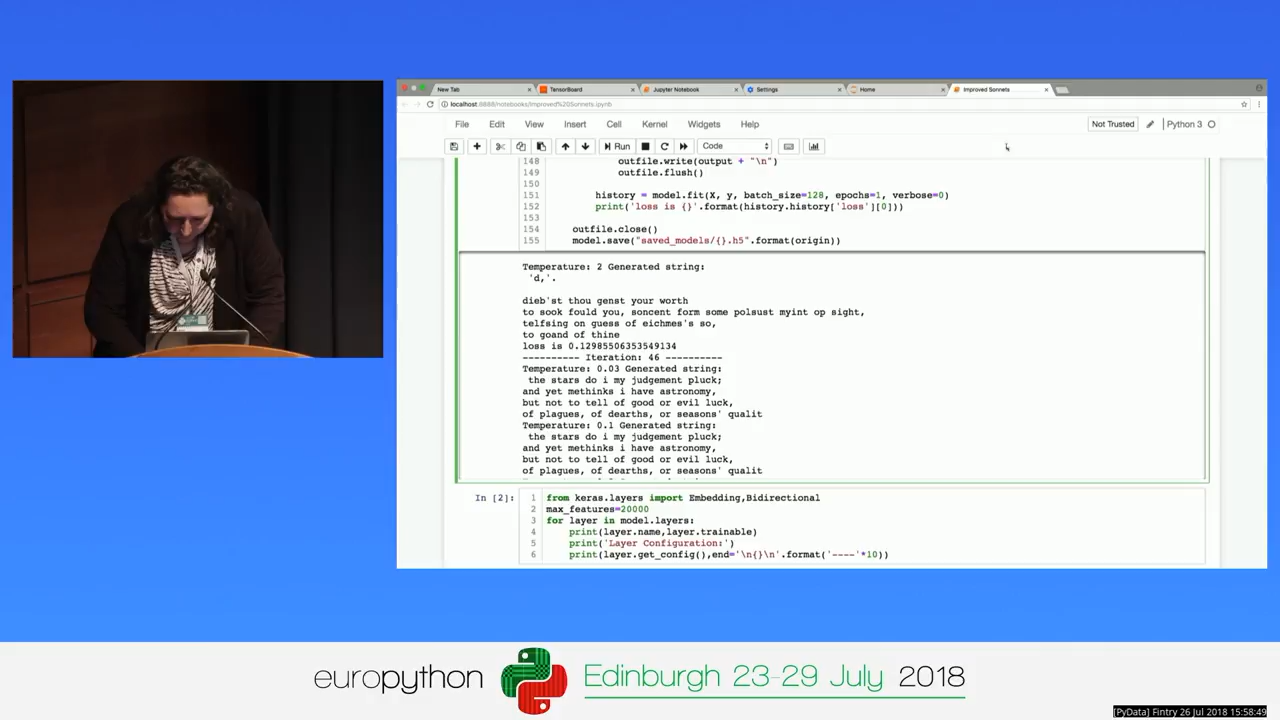 New Tab
TensorBoard
Jupyter Notebook
Settings
Home
Improved Sonnets
localhost:8888/notebooks/Improved%20Sonnets.ipynb
File Edit View Insert Cell Kernel Widgets Help
Not Trusted
Python 3
Run
Code
148 outfile.write(output + "\n")
149 outfile.flush()
150
151 history = model.fit(X, y, batch_size=128, epochs=1, verbose=0)
152 print('loss is {}'.format(history.history['loss'][0]))
153
154 outfile.close()
155 model.save("saved_models/{}.h5".format(origin))
Temperature: 2 Generated string:
'd,'.
dieb'st thou genst your worth
to sook fould you, soncent form some polsust myint op sight,
telfsing on guess of eichmes's so,
to goand of thine
loss is 0.12985506353549134
---------- Iteration: 46 ----------
Temperature: 0.03 Generated string:
the stars do i my judgement pluck;
and yet methinks i have astronomy,
but not to tell of good or evil luck,
of plagues, of dearths, or seasons' qualit
Temperature: 0.1 Generated string:
the stars do i my judgement pluck;
and yet methinks i have astronomy,
but not to tell of good or evil luck,
of plagues, of dearths, or seasons' qualit
In [2]:
1 from keras.layers import Embedding,Bidirectional
2 max_features=20000
3 for layer in model.layers:
4 print(layer.name,layer.trainable)
5 print('Layer Configuration:')
6 print(layer.get_config(),end='\n{}\n'.format('----'*10))
europython
Edinburgh 23-29 July 2018
[PyData] Fintry 26 Jul 2018 15:58:49